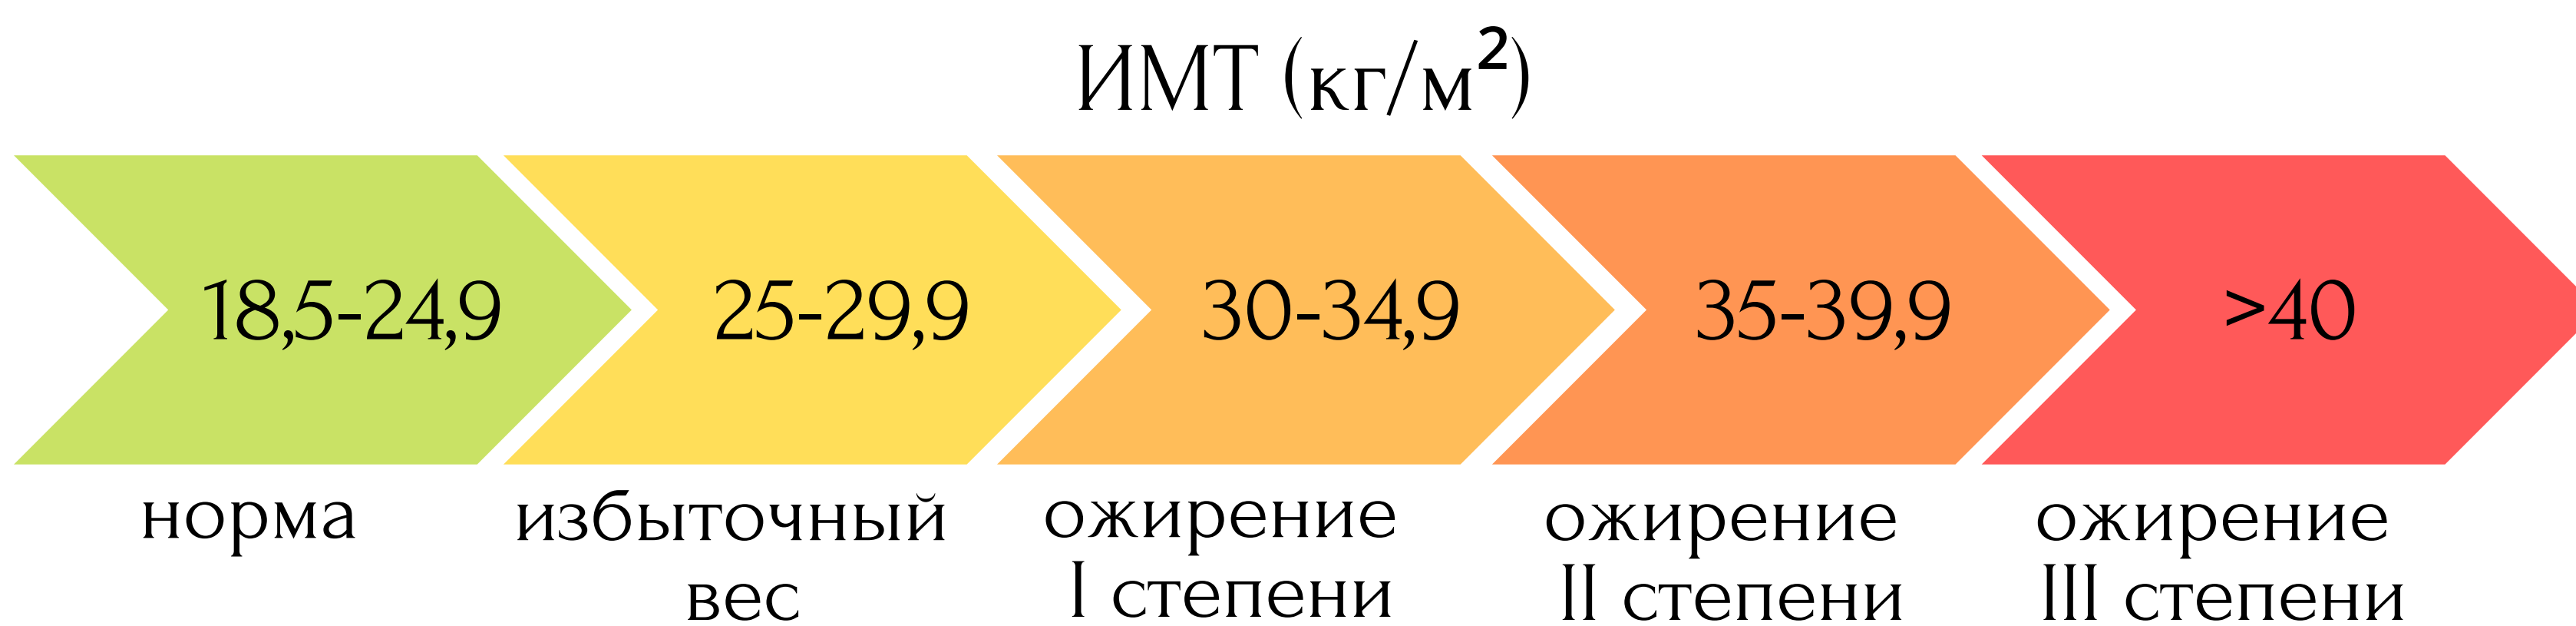 ИМТ (кг/м²)
18,5-24,9
25-29,9
30-34,9
35-39,9
>40
норма
избыточный
вес
ожирение
I степени
ожирение
II степени
ожирение
III степени